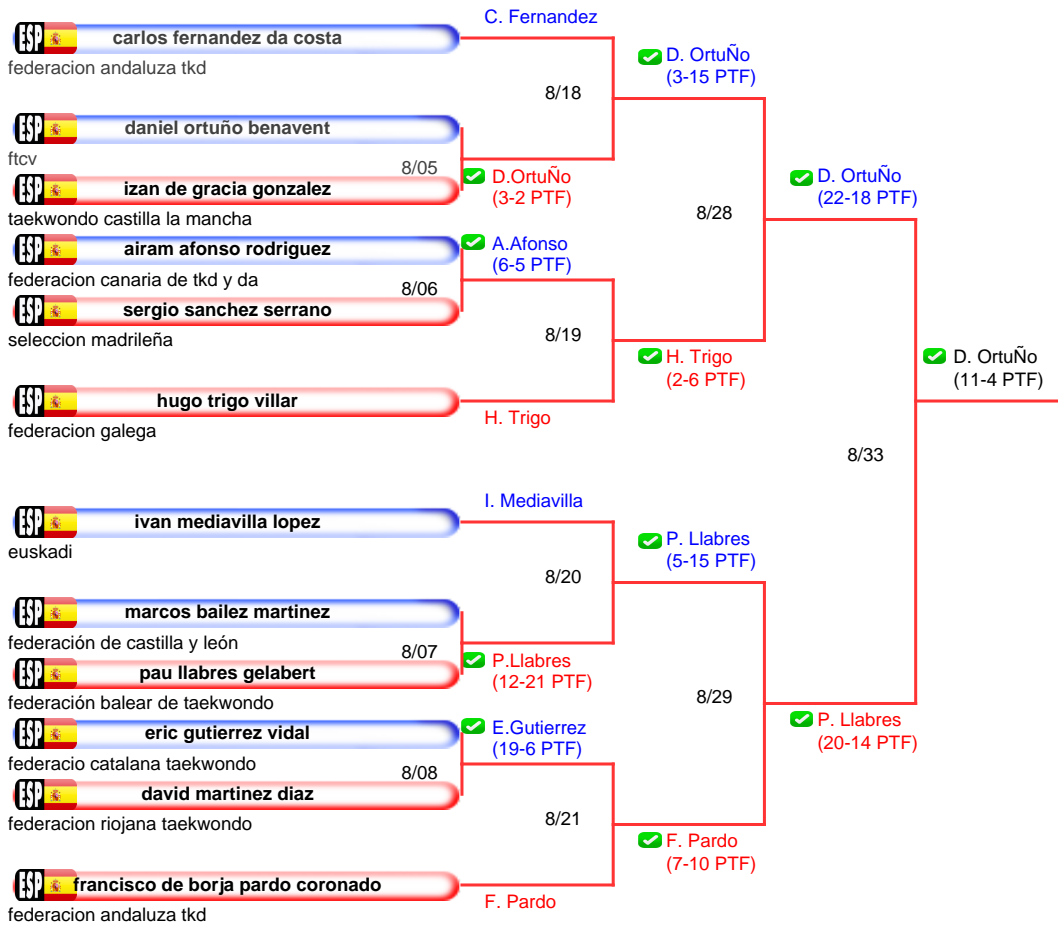 C. Fernandez
ESP carlos fernandez da costa
federacion andaluza tkd
D. OrtuÑo
(3-15 PTF)
8/18
ESP daniel ortuño benavent
ftcv
8/05
D.OrtuÑo
(3-2 PTF)
ESP izan de gracia gonzalez
taekwondo castilla la mancha
D. OrtuÑo
(22-18 PTF)
8/28
ESP airam afonso rodriguez
A.Afonso
(6-5 PTF)
federacion canaria de tkd y da
8/06
ESP sergio sanchez serrano
seleccion madrileña
8/19
H. Trigo
(2-6 PTF)
D. OrtuÑo
(11-4 PTF)
ESP hugo trigo villar
H. Trigo
federacion galega
8/33
I. Mediavilla
ESP ivan mediavilla lopez
euskadi
P. Llabres
(5-15 PTF)
8/20
ESP marcos bailez martinez
federación de castilla y león
8/07
P.Llabres
(12-21 PTF)
ESP pau llabres gelabert
federación balear de taekwondo
8/29
P. Llabres
(20-14 PTF)
ESP eric gutierrez vidal
E.Gutierrez
(19-6 PTF)
federacio catalana taekwondo
8/08
ESP david martinez diaz
federacion riojana taekwondo
8/21
F. Pardo
(7-10 PTF)
ESP francisco de borja pardo coronado
F. Pardo
federacion andaluza tkd